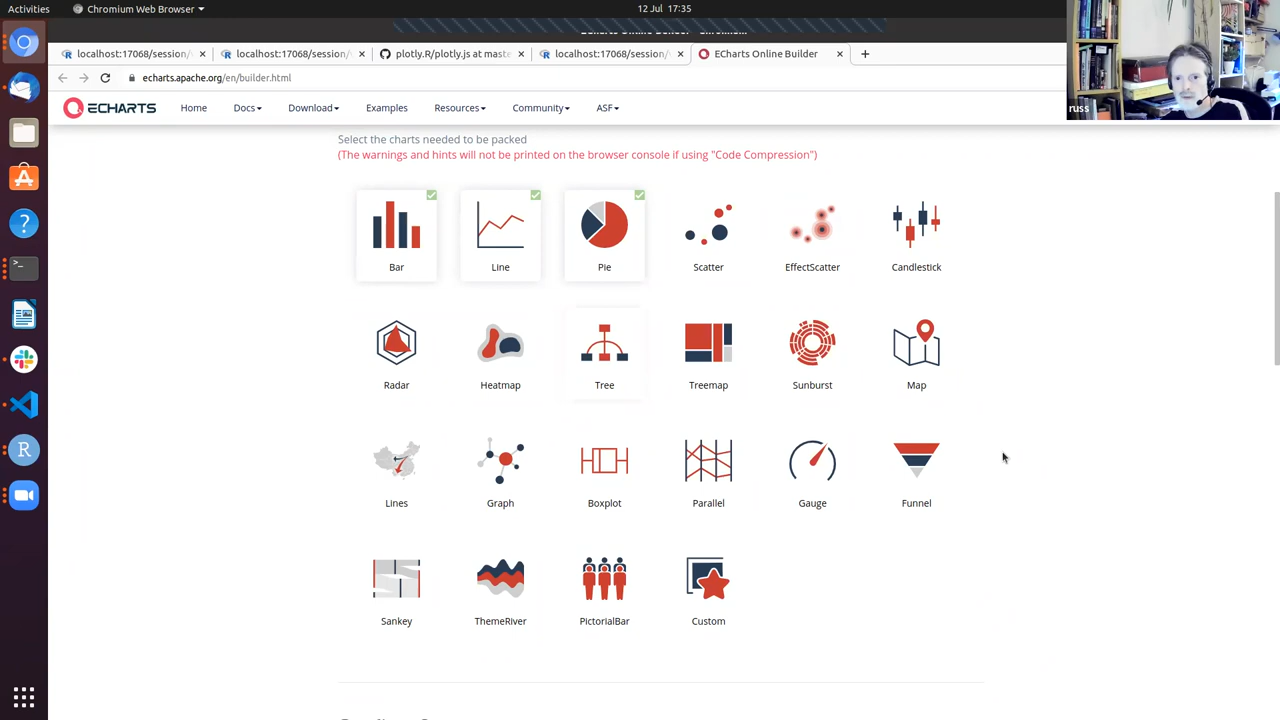 Activities
Chromium Web Browser
12 Jul 17:35
localhost:17068/session/
localhost:17068/session/
plotly.R/plotly.js at maste
localhost:17068/session/
ECharts Online Builder
echarts.apache.org/en/builder.html
ECHARTS
Home
Docs
Download
Examples
Resources
Community
ASF
russ
Select the charts needed to be packed
(The warnings and hints will not be printed on the browser console if using "Code Compression")
Bar
Line
Pie
Scatter
EffectScatter
Candlestick
Radar
Heatmap
Tree
Treemap
Sunburst
Map
Lines
Graph
Boxplot
Parallel
Gauge
Funnel
Sankey
ThemeRiver
PictorialBar
Custom